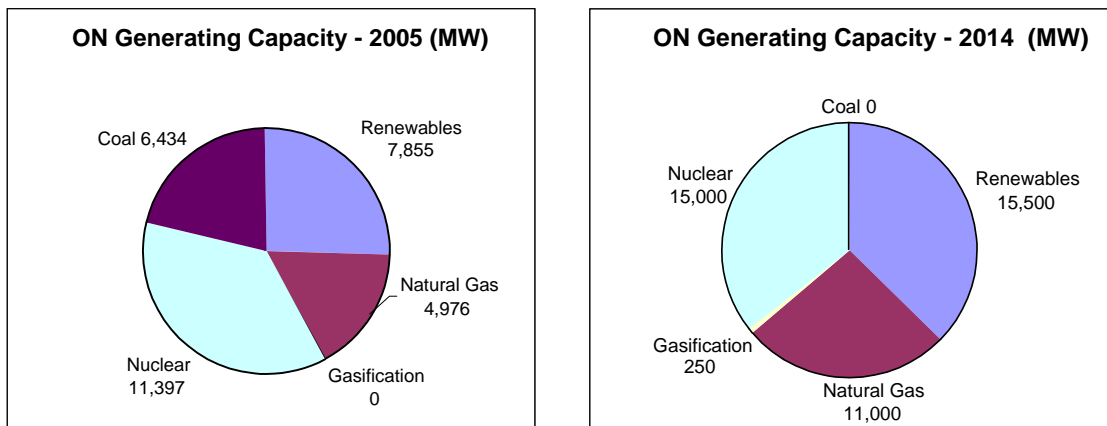 ON Generating Capacity - 2005 (MW)
Coal 6,434
Renewables
7,855
Natural Gas
4,976
Nuclear
11,397
Gasification
0
ON Generating Capacity - 2014 (MW)
Coal 0
Nuclear
15,000
Renewables
15,500
Gasification
250
Natural Gas
11,000